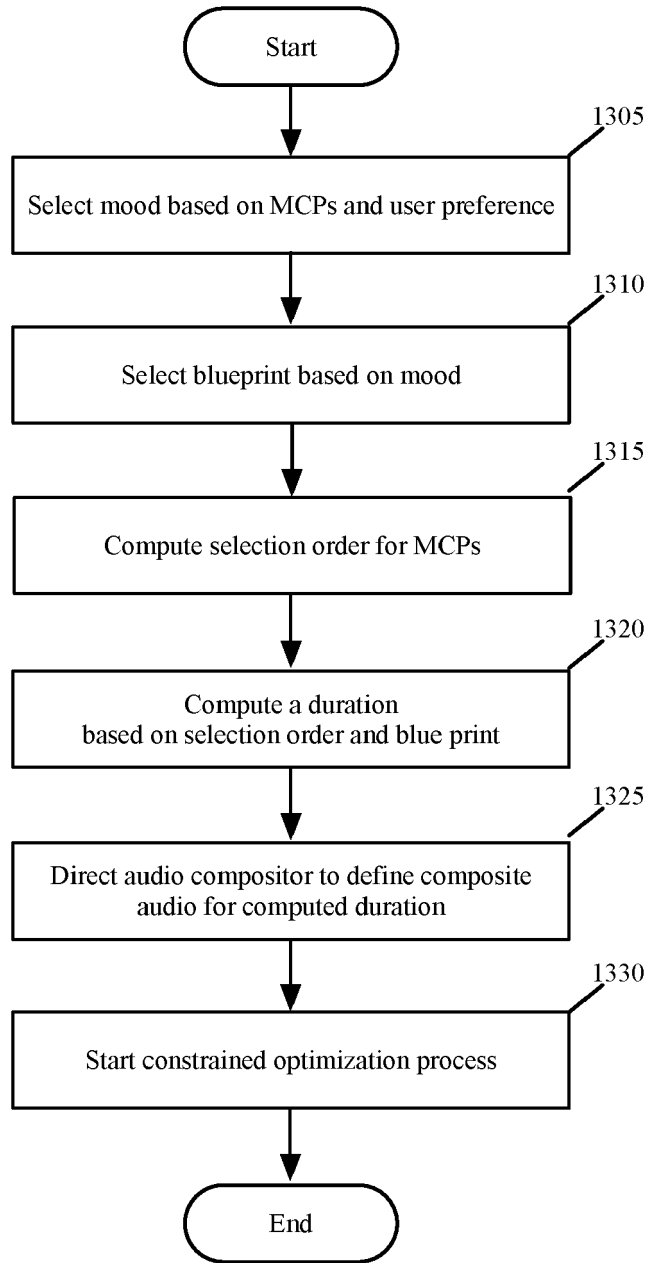 Start
1305
Select mood based on MCPs and user preference
1310
Select blueprint based on mood
1315
Compute selection order for MCPs
1320
Compute a duration
based on selection order and blue print
1325
Direct audio compositor to define composite
audio for computed duration
1330
Start constrained optimization process
End